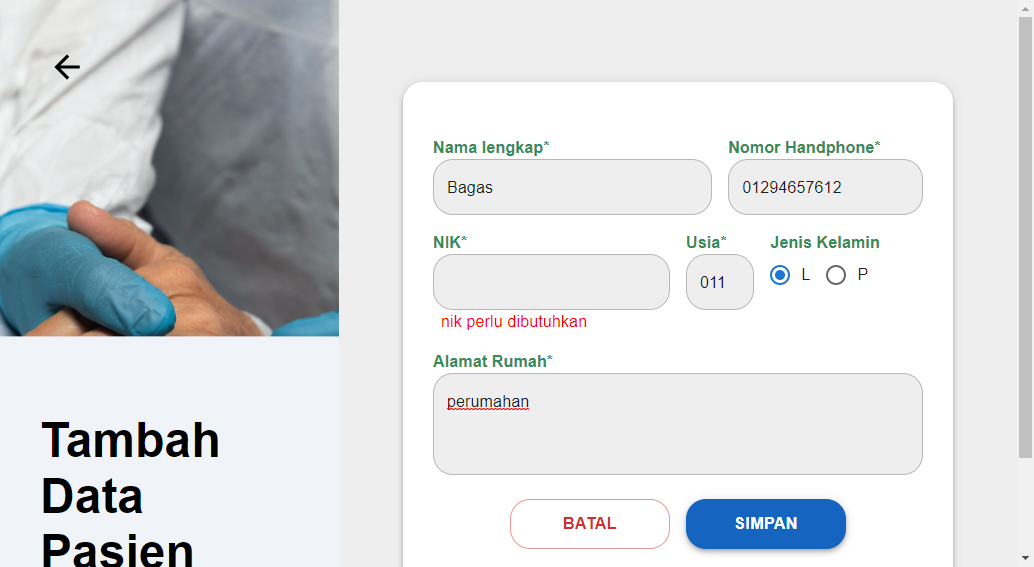 Nama lengkap*
Nomor Handphone*
Bagas
01294657612
NIK*
Usia*
Jenis Kelamin
011
L
P
nik perlu dibutuhkan
Alamat Rumah*
perumahan
BATAL
SIMPAN
Tambah
Data
Pasien